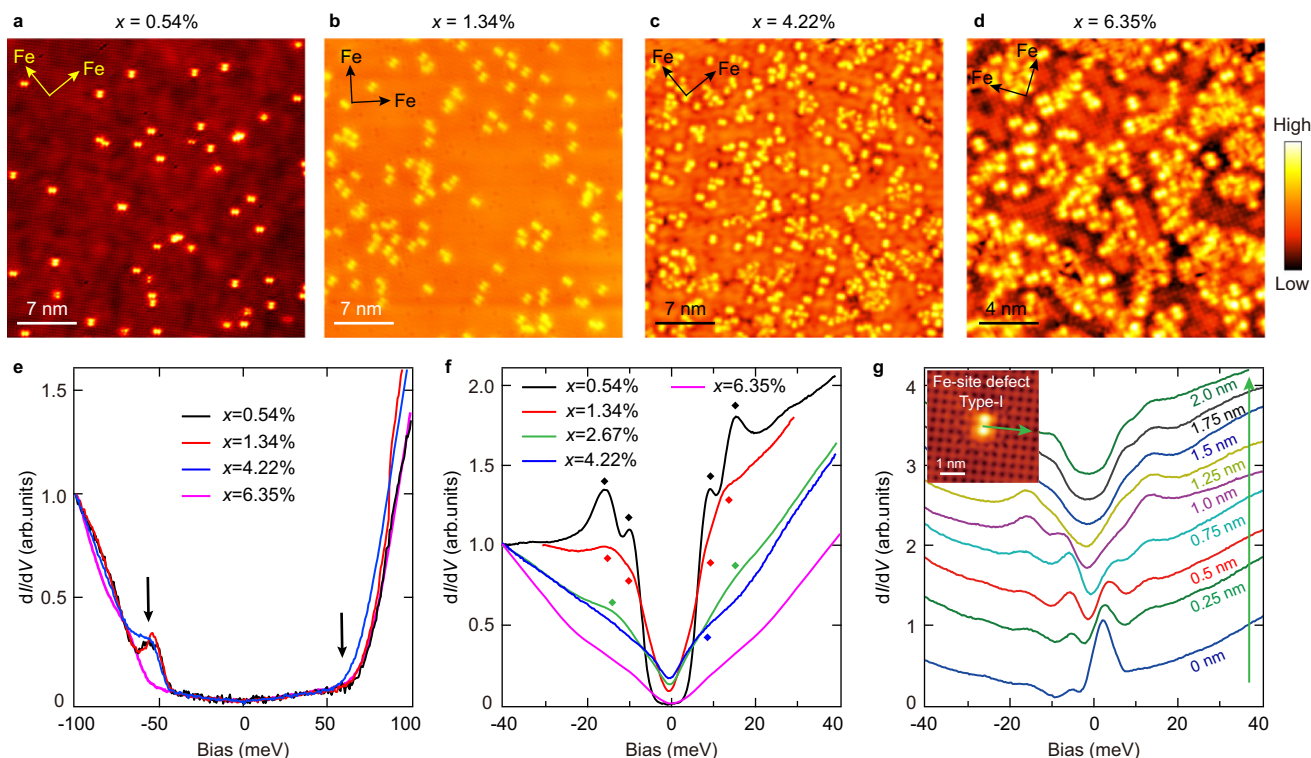 a x = 0.54%
b x = 1.34%
c x = 4.22%
d x = 6.35%
Fe Fe
7 nm
Fe
Fe
7 nm
Fe Fe
7 nm
Fe
Fe
4 nm
High
Low
e
1.5
1.0
0.5
0
dI/dV (arb.units)
x=0.54%
x=1.34%
x=4.22%
x=6.35%
-100 -50 0 50 100
Bias (meV)
f
2.0
1.5
1.0
0.5
0
dI/dV (arb.units)
x=0.54%
x=1.34%
x=2.67%
x=4.22%
x=6.35%
-40 -20 0 20 40
Bias (meV)
g
4
3
2
1
0
dI/dV (arb.units)
Fe-site defect
Type-I
1 nm
2.0 nm
1.75 nm
1.5 nm
1.25 nm
1.0 nm
0.75 nm
0.5 nm
0.25 nm
0 nm
-40 -20 0 20 40
Bias (meV)